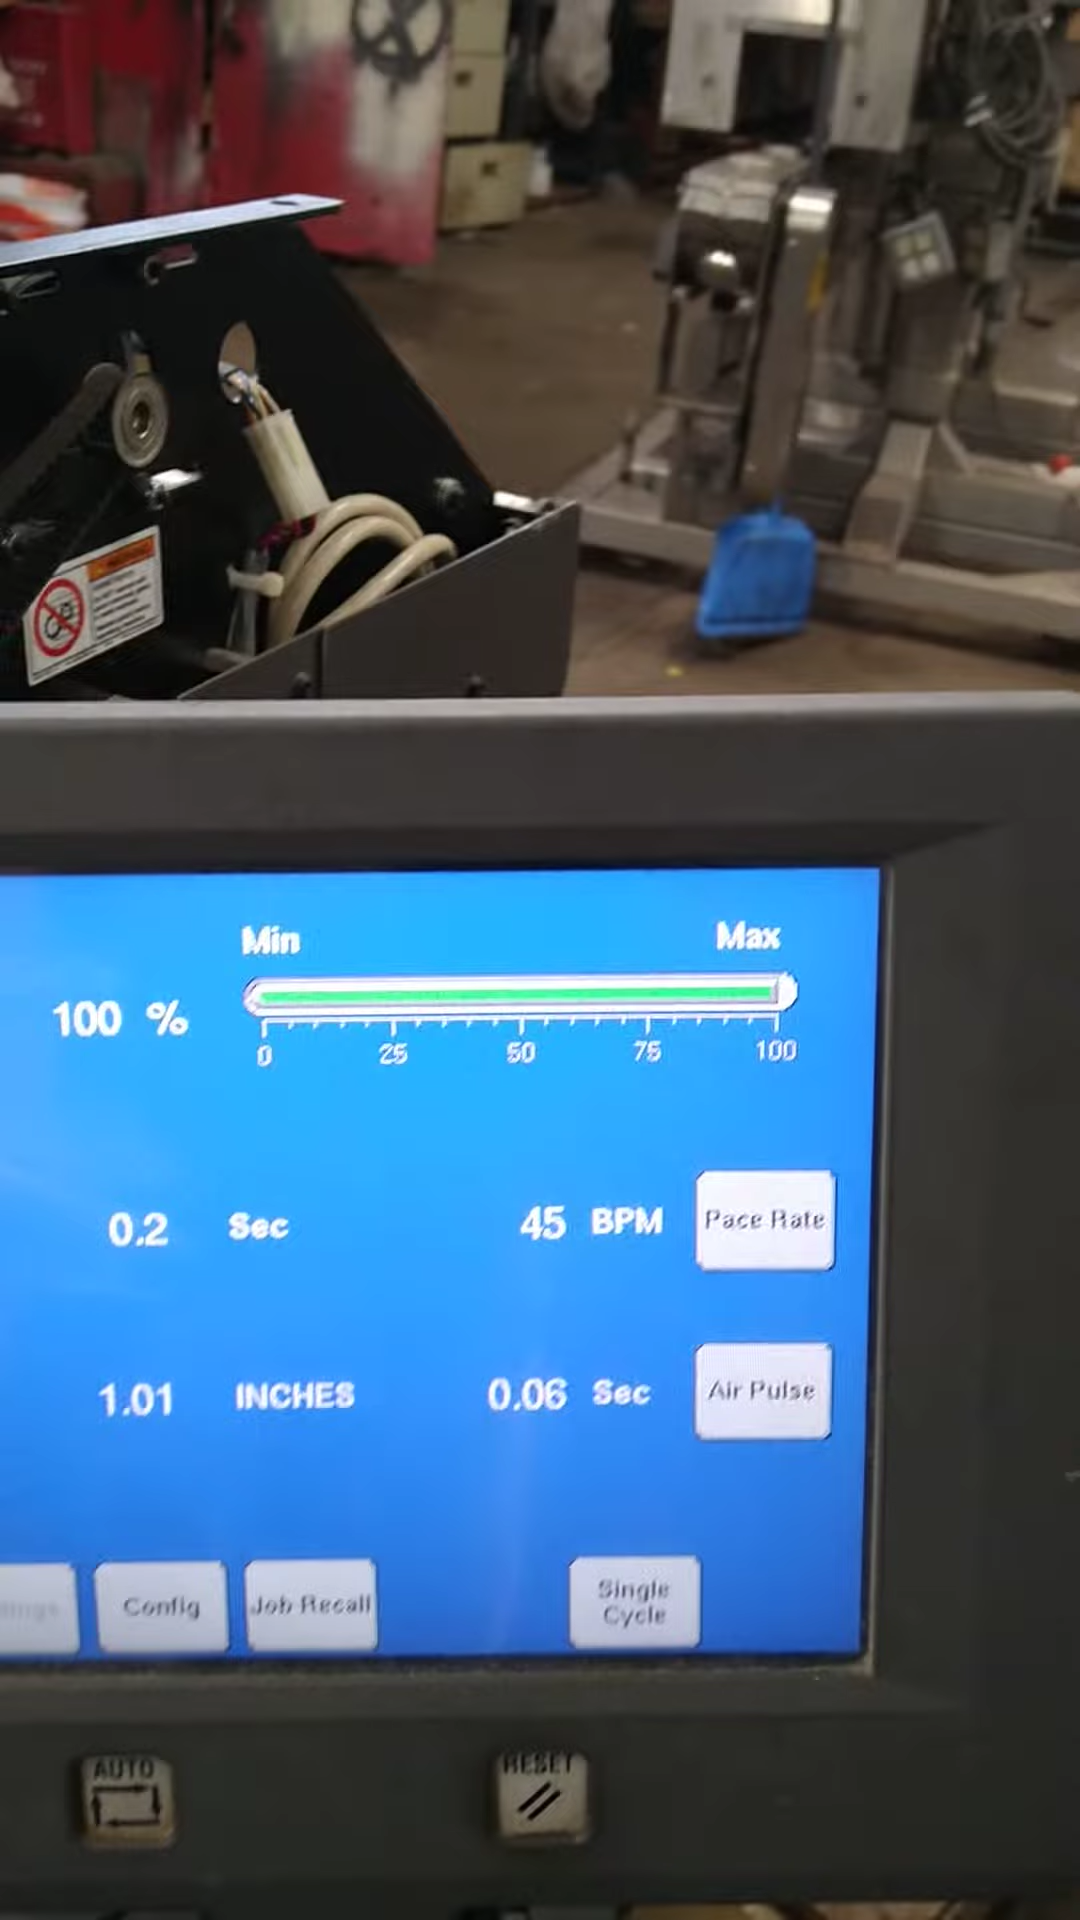 Min Max
100 %
0 25 50 75 100
0.2 Sec 45 BPM Pace Rate
1.01 INCHES 0.06 Sec Air Pulse
Config Job Recall Single
Cycle
AUTO RESET